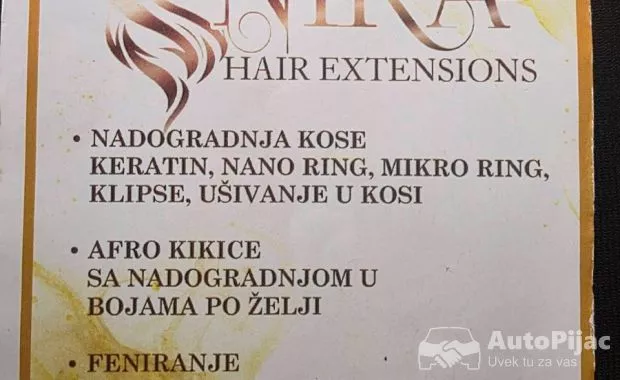 NIKA
HAIR EXTENSIONS
• NADOGRADNJA KOSE
KERATIN, NANO RING, MIKRO RING,
KLIPSE, UŠIVANJE U KOSI
• AFRO KIKICE
SA NADOGRADNJOM U
BOJAMA PO ŽELJI
• FENIRANJE
AutoPijac
Uvek tu za vas